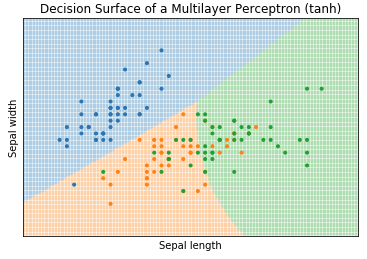 Decision Surface of a Multilayer Perceptron (tanh)
Sepal width
Sepal length